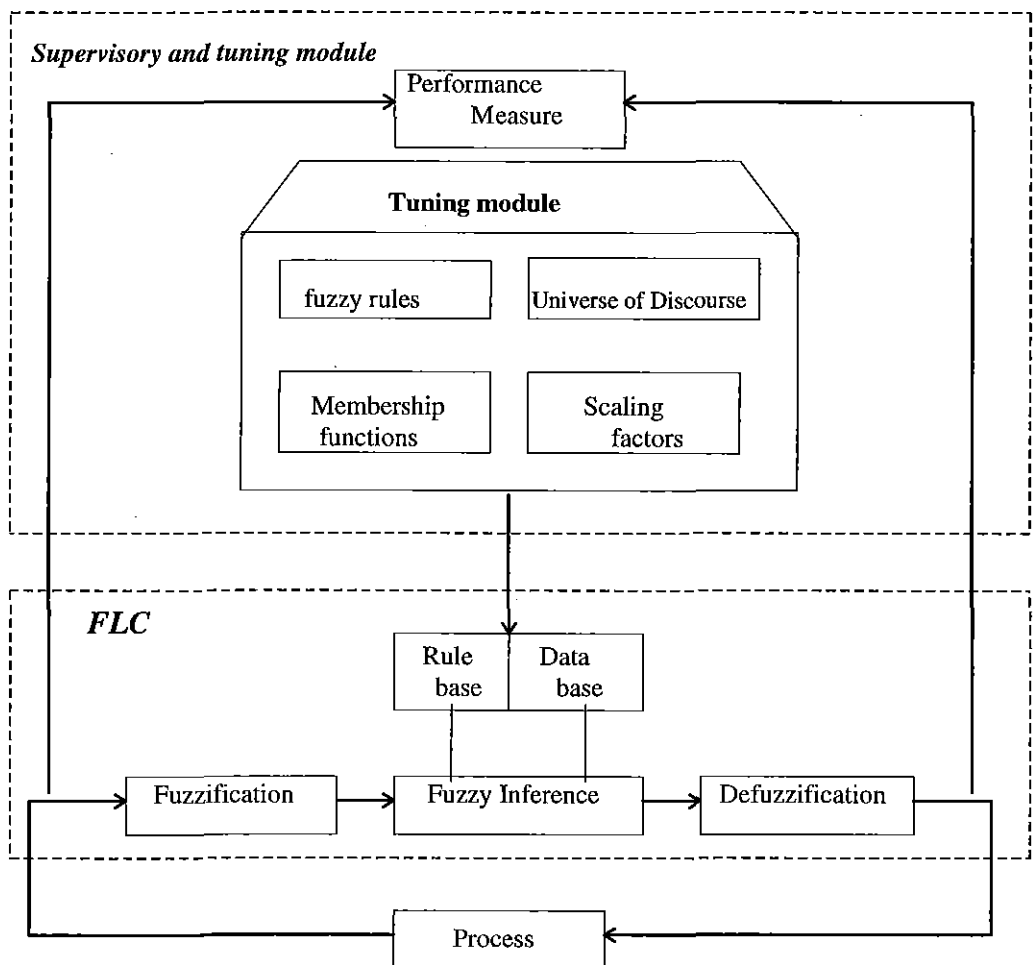 Supervisory and tuning module
Performance
Measure
Tuning module
fuzzy rules
Universe of Discourse
Membership
functions
Scaling
factors
FLC
Rule
base
Data
base
Fuzzification
Fuzzy Inference
Defuzzification
Process